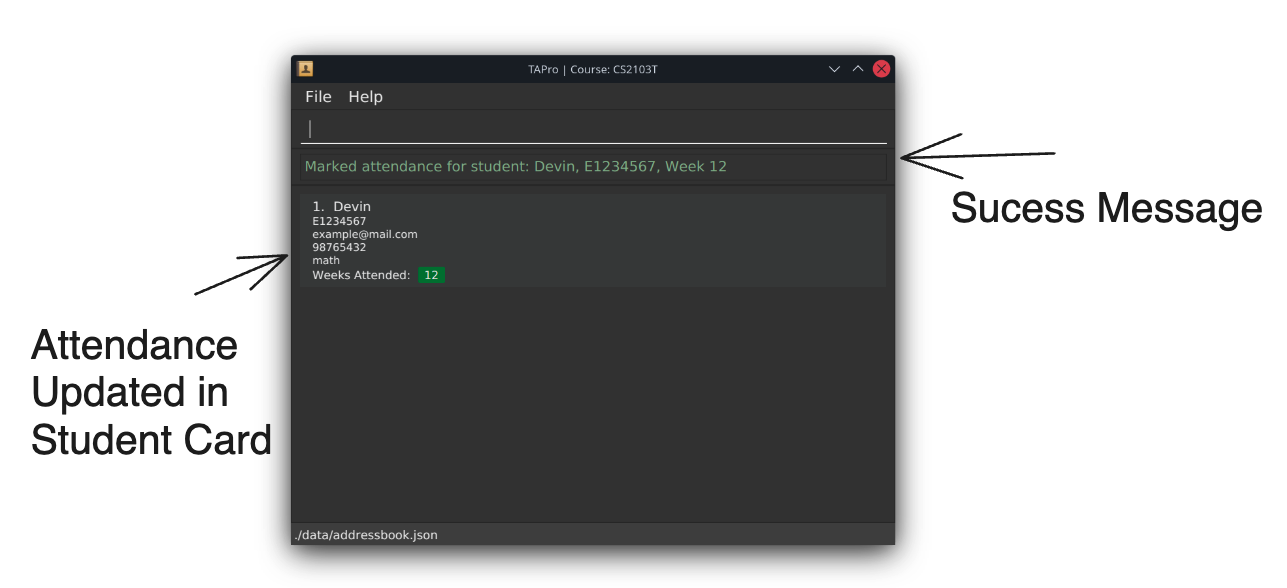 TAPro | Course: CS2103T
File Help
Marked attendance for student: Devin, E1234567, Week 12
Sucess Message
1. Devin
E1234567
example@mail.com
98765432
math
Weeks Attended: 12
Attendance
Updated in
Student Card
./data/addressbook.json